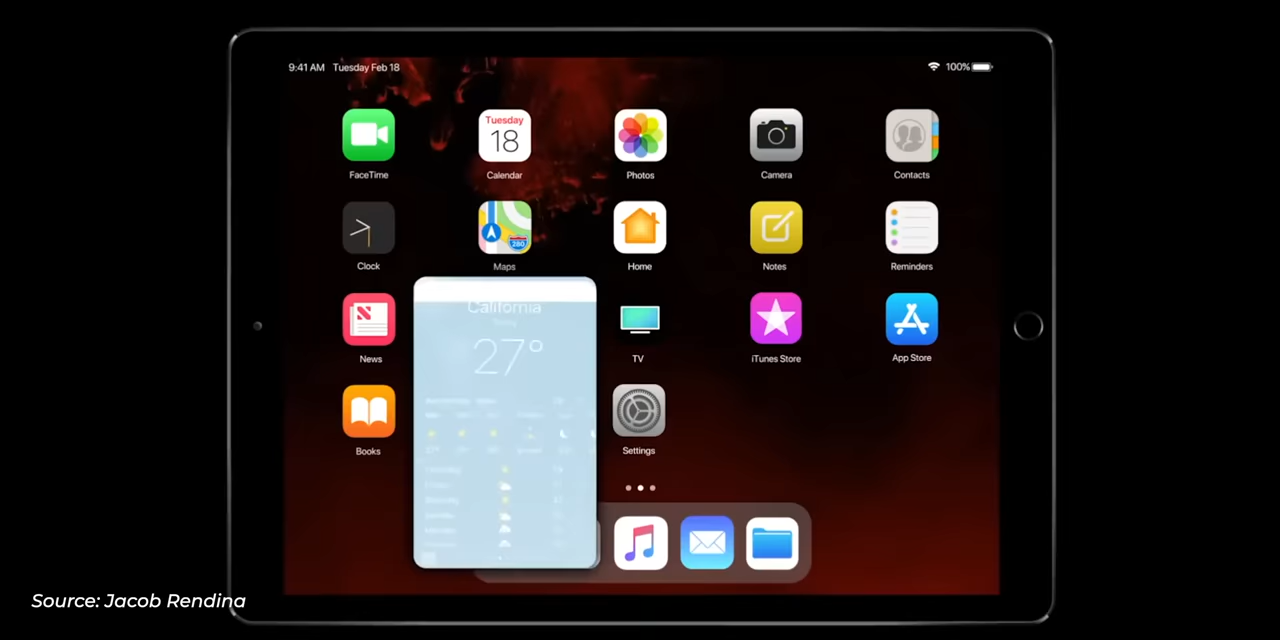 9:41 AM Tuesday Feb 18
100%
Tuesday
18
FaceTime
Calendar
Photos
Camera
Contacts
280
Clock
Maps
Home
Notes
Reminders
California
27°
News
TV
iTunes Store
App Store
Books
Settings
Source: Jacob Rendina